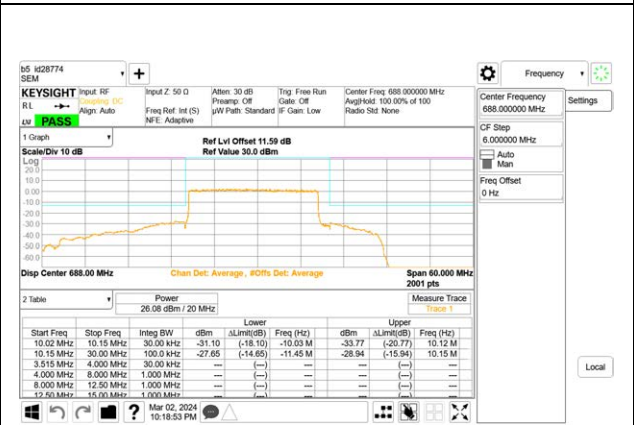 b5 id28774
SEM
Frequency
KEYSIGHT Input: RF Input Z: 50 Ω Atten: 30 dB Trig: Free Run Center Freq: 688.000000 MHz
RL Coupling: DC Preamp: Off Gate: Off Avg|Hold: 100.00% of 100
Align: Auto Freq Ref: Int (S) µW Path: Standard IF Gain: Low Radio Std: None
PASS NFE: Adaptive
Center Frequency
688.000000 MHz
Settings
CF Step
6.000000 MHz
Auto
Man
Freq Offset
0 Hz
1 Graph
Scale/Div 10 dB
Ref Lvl Offset 11.59 dB
Ref Value 30.0 dBm
Log
20.0
10.0
0.00
-10.0
-20.0
-30.0
-40.0
-50.0
-60.0
Disp Center 688.00 MHz Chan Det: Average, #Offs Det: Average Span 60.000 MHz
2001 pts
2 Table
Power
26.08 dBm / 20 MHz
Measure Trace
Trace 1
Lower Upper
Start Freq Stop Freq Integ BW dBm ΔLimit(dB) Freq (Hz) dBm ΔLimit(dB) Freq (Hz)
10.02 MHz 10.15 MHz 30.00 kHz -31.10 (-18.10) -10.03 M -33.77 (-20.77) 10.12 M
10.15 MHz 30.00 MHz 100.0 kHz -27.65 (-14.65) -11.45 M -28.94 (-15.94) 10.15 M
3.515 MHz 4.000 MHz 30.00 kHz --- (---) --- --- (---) ---
4.000 MHz 8.000 MHz 1.000 MHz --- (---) --- --- (---) ---
8.000 MHz 12.50 MHz 1.000 MHz --- (---) --- --- (---) ---
12.50 MHz 15.00 MHz 1.000 MHz --- (---) --- --- (---) ---
Local
Mar 02, 2024
10:18:53 PM